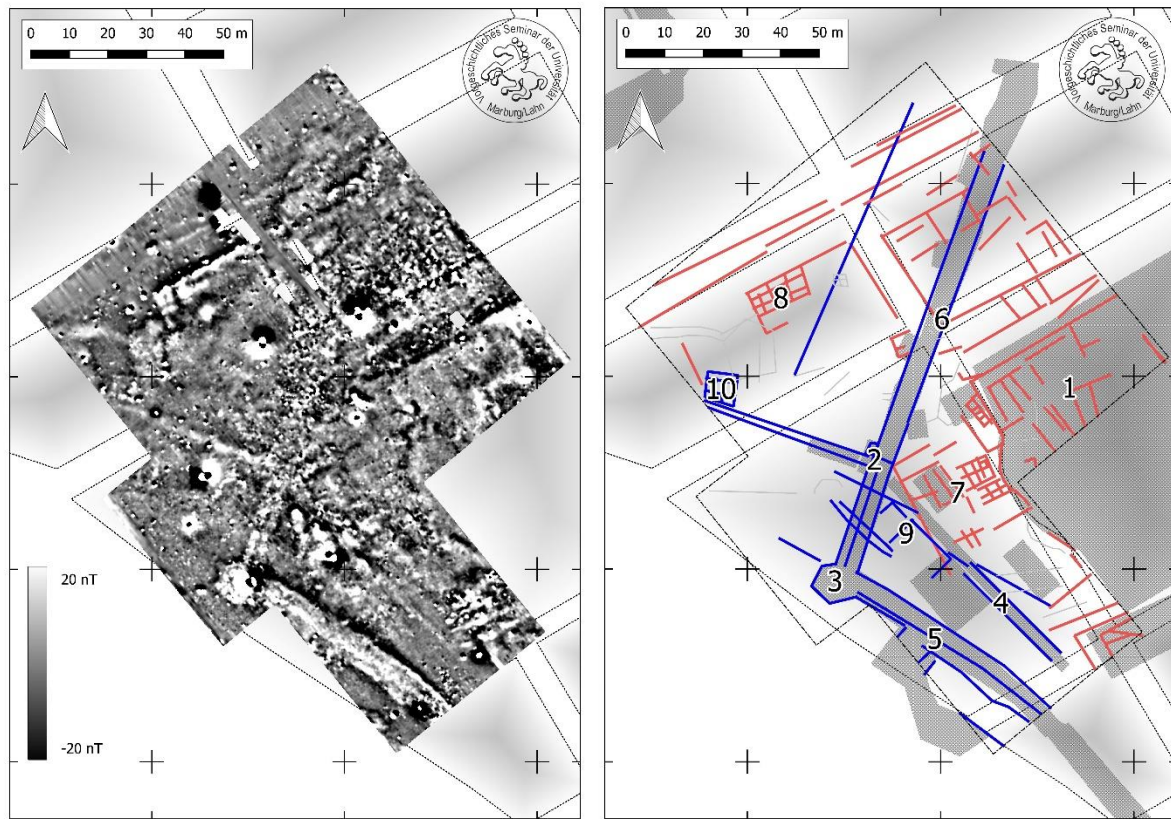 0 10 20 30 40 50 m
Vorgeschichtliches Seminar der Universität
Marburg/Lahn
20 nT
-20 nT
0 10 20 30 40 50 m
Vorgeschichtliches Seminar der Universität
Marburg/Lahn
8
6
10
1
2
7
9
3
4
5